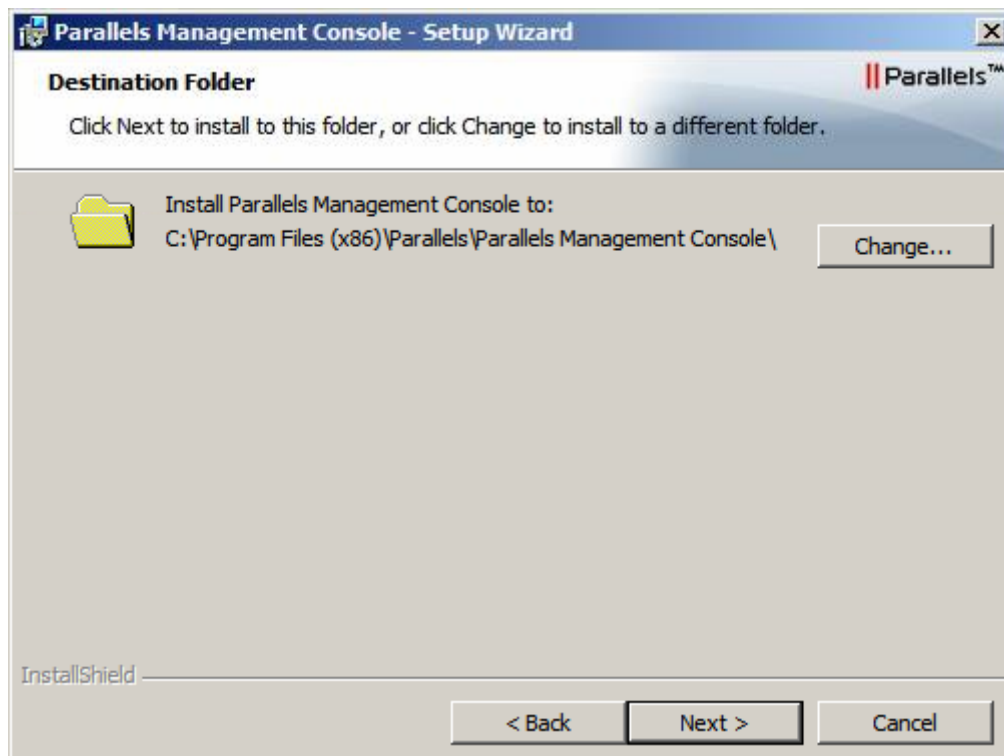 Parallels Management Console - Setup Wizard
Destination Folder
||Parallels™
Click Next to install to this folder, or click Change to install to a different folder.
Install Parallels Management Console to:
C:\Program Files (x86)\Parallels\Parallels Management Console\
Change...
InstallShield
< Back
Next >
Cancel